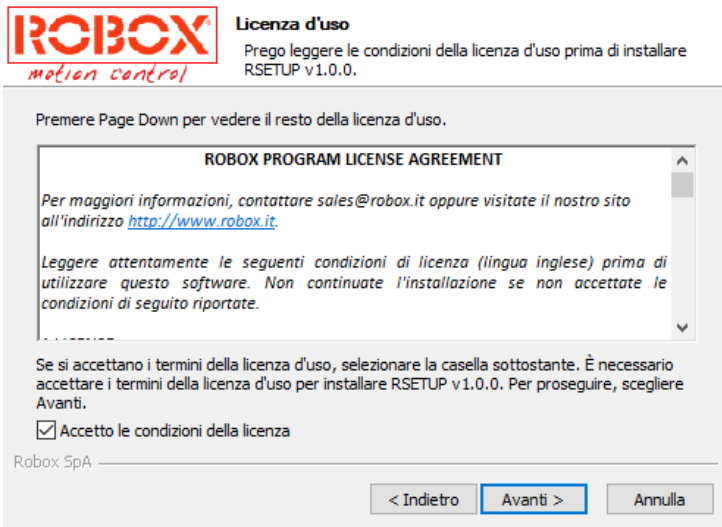 ROBOX
motion control
Licenza d'uso
Prego leggere le condizioni della licenza d'uso prima di installare
RSETUP v1.0.0.
Premere Page Down per vedere il resto della licenza d'uso.
ROBOX PROGRAM LICENSE AGREEMENT
Per maggiori informazioni, contattare sales@robox.it oppure visitate il nostro sito
all'indirizzo http://www.robox.it.
Leggere attentamente le seguenti condizioni di licenza (lingua inglese) prima di
utilizzare questo software. Non continuate l'installazione se non accettate le
condizioni di seguito riportate.
Se si accettano i termini della licenza d'uso, selezionare la casella sottostante. È necessario
accettare i termini della licenza d'uso per installare RSETUP v1.0.0. Per proseguire, scegliere
Avanti.
Accetto le condizioni della licenza
Robox SpA
< Indietro
Avanti >
Annulla